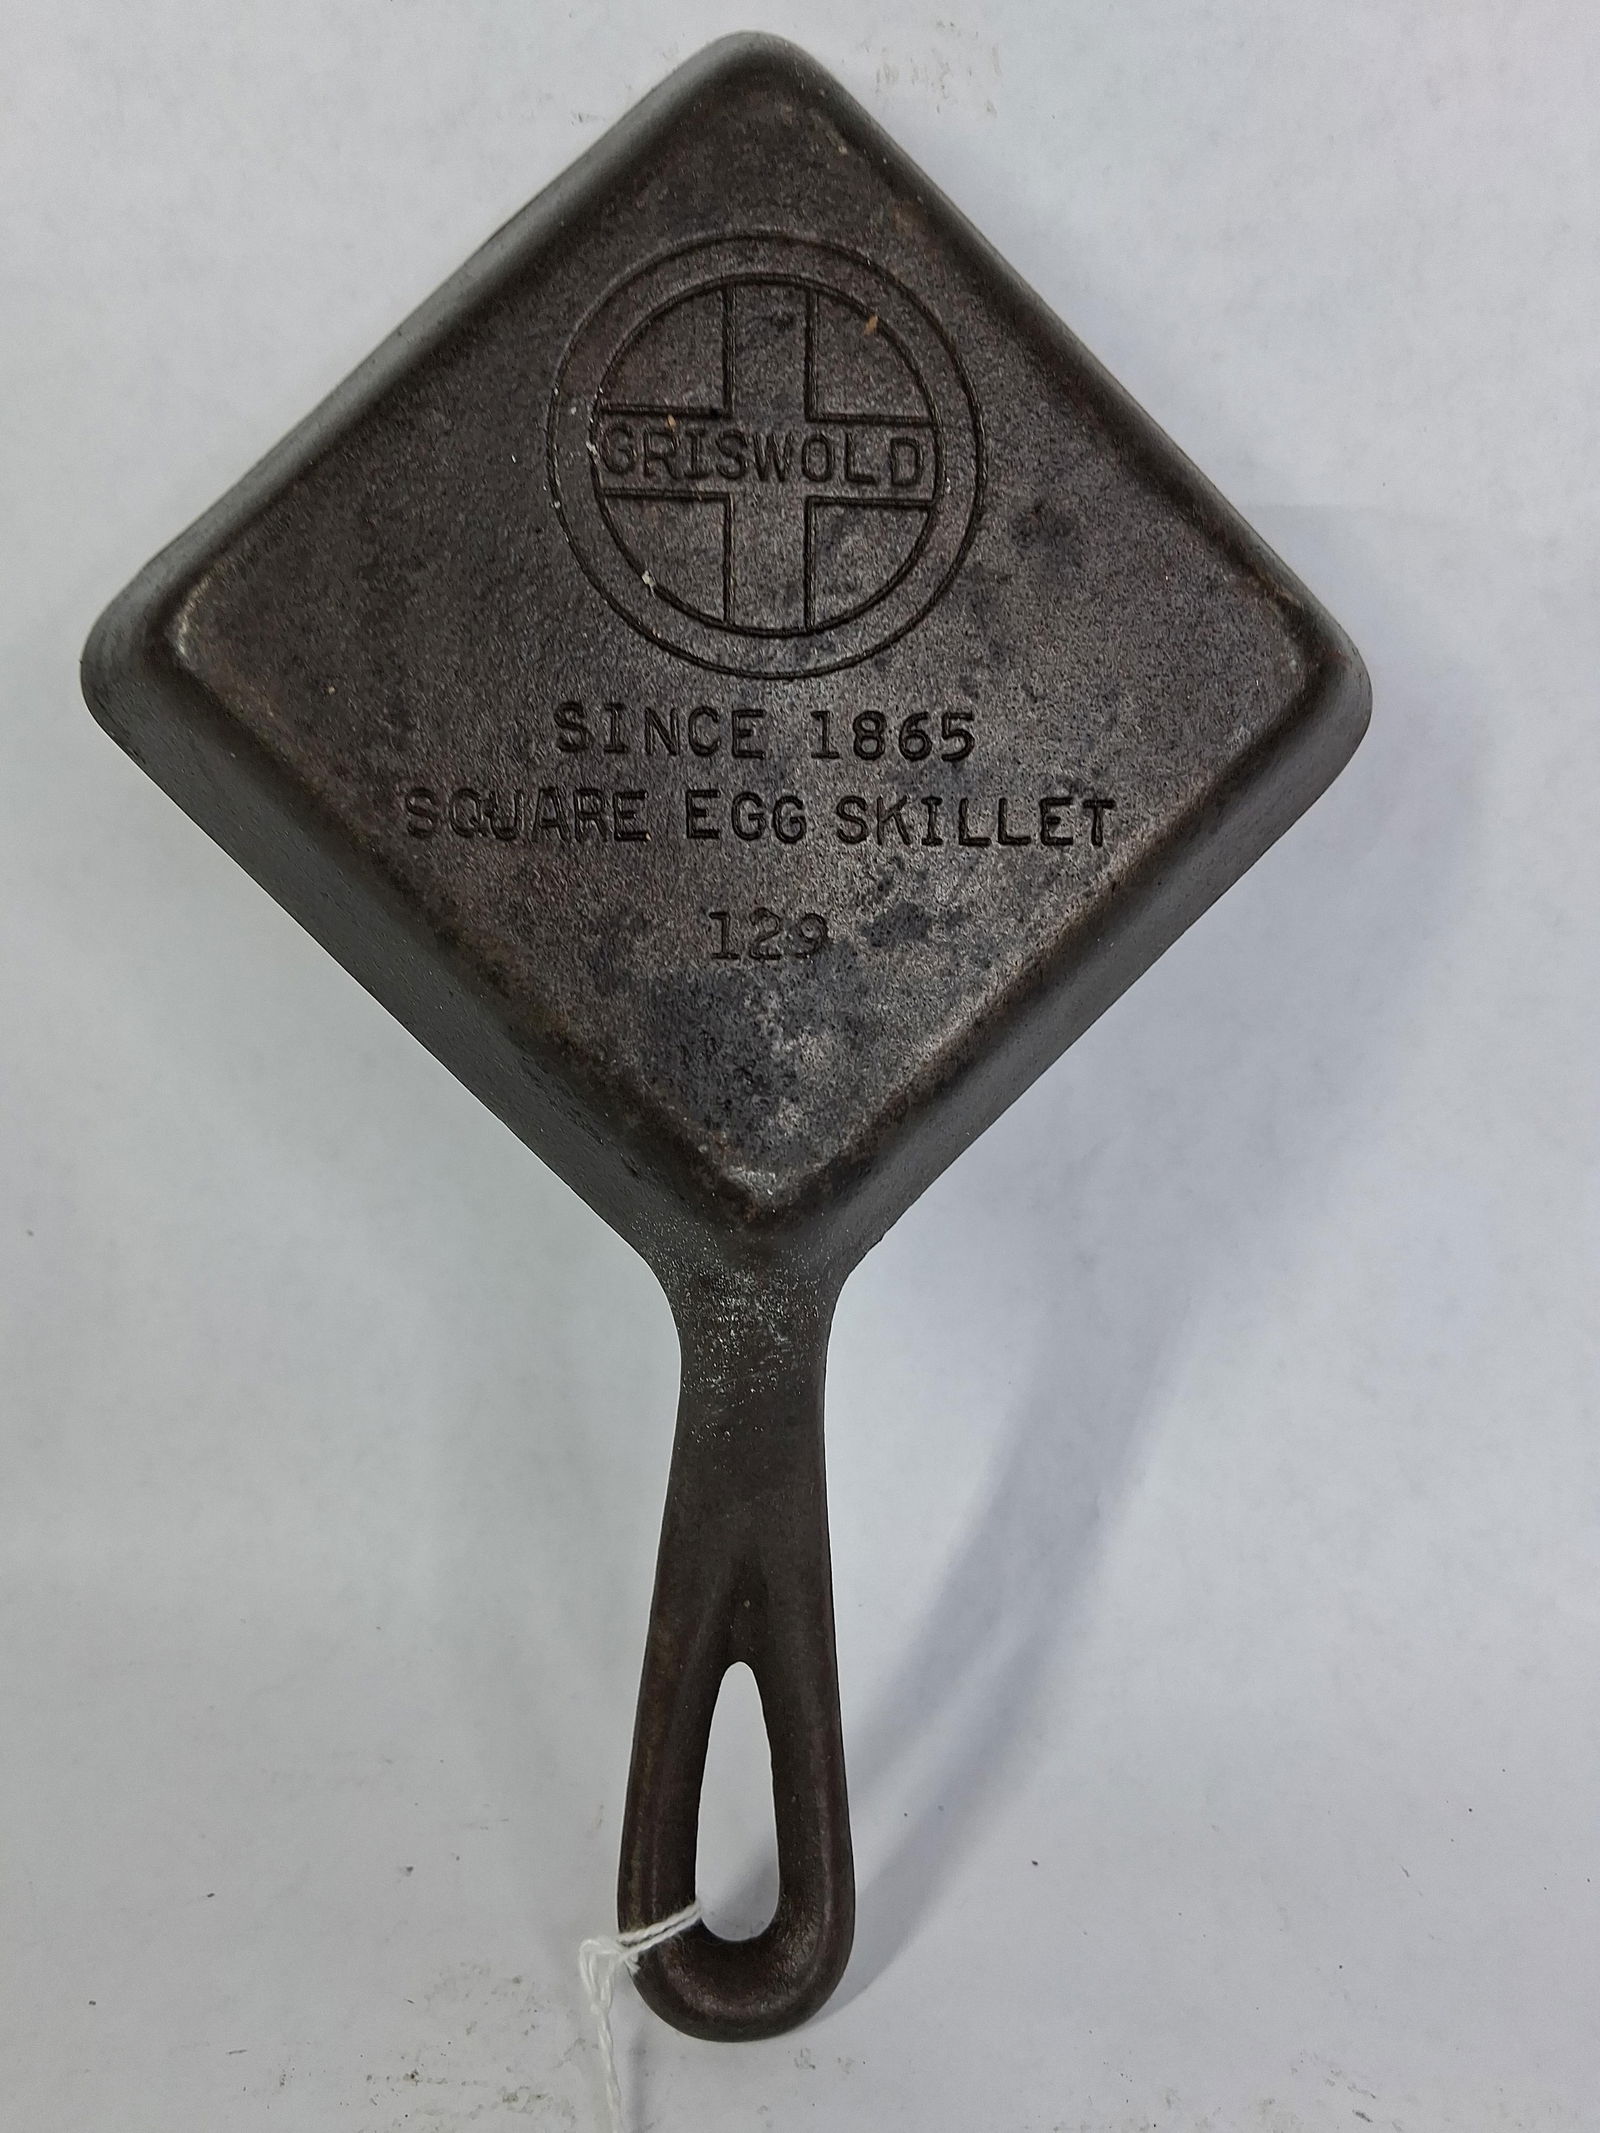 GRISWOLD
SINCE 1865
SQUARE EGG SKILLET
129